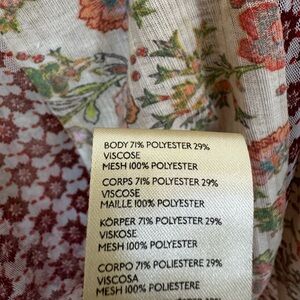 BODY 71% POLYESTER 29%
VISCOSE
MESH 100% POLYESTER
CORPS 71% POLYESTER 29%
VISCOSE
MAILLE 100% POLYESTER
KÖRPER 71% POLYESTER 29%
VISKOSE
MESH 100% POLYESTER
CORPO 71% POLIESTERE 29%
VISCOSA
MESH 100% POLIESTERE